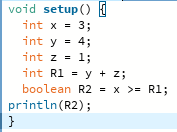 void setup() {
  int x = 3;
  int y = 4;
  int z = 1;
  int R1 = y + z;
  boolean R2 = x >= R1;
println(R2);
}